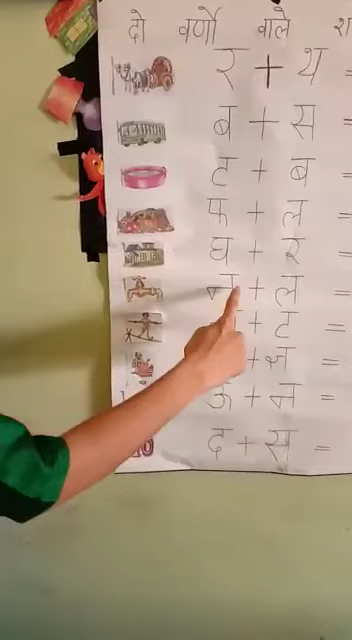 दो वर्णों वाले
र + थ =
ब + स =
ट + ब =
फ + ल =
घ + र =
न + ल =
+ ट =
+ ज्ञ =
ऊ + न =
द + स =